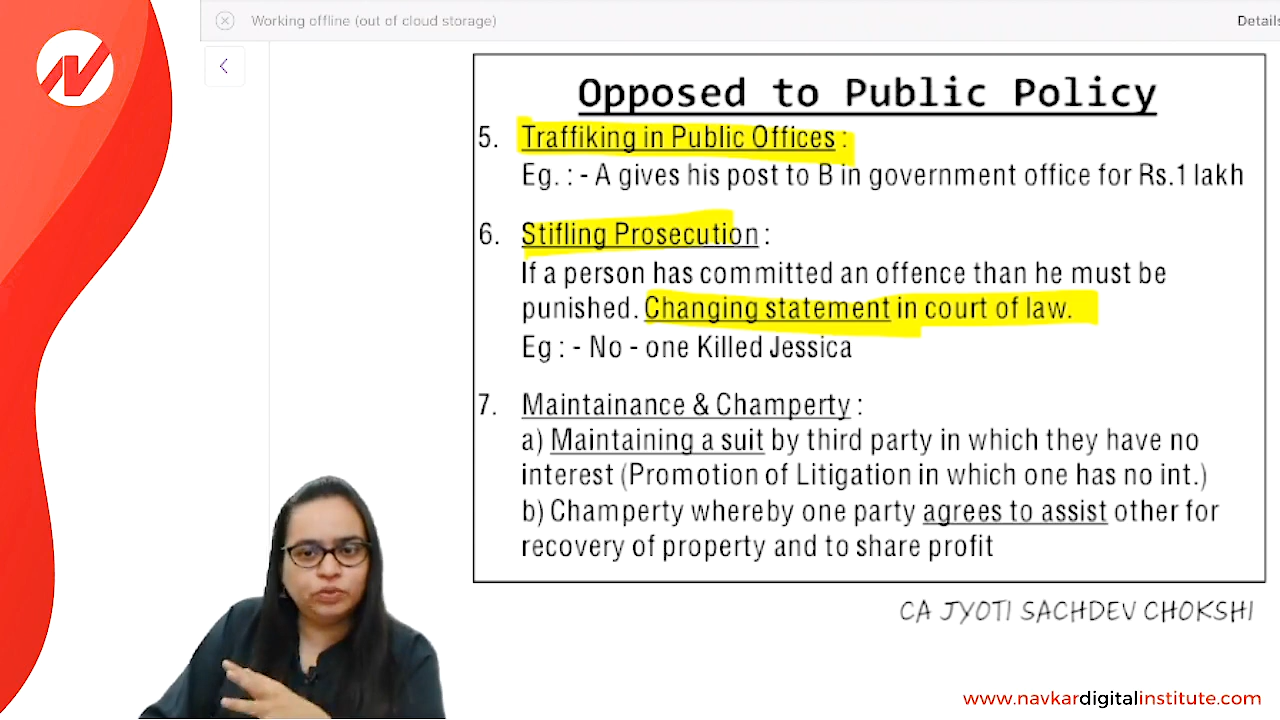 Working offline (out of cloud storage)
Details
Opposed to Public Policy
5. Traffiking in Public Offices :
Eg. : - A gives his post to B in government office for Rs.1 lakh
6. Stifling Prosecution :
If a person has committed an offence than he must be
punished. Changing statement in court of law.
Eg : - No - one Killed Jessica
7. Maintainance & Champerty :
a) Maintaining a suit by third party in which they have no
interest (Promotion of Litigation in which one has no int.)
b) Champerty whereby one party agrees to assist other for
recovery of property and to share profit
CA JYOTI SACHDEV CHOKSHI
www.navkardigitalinstitute.com